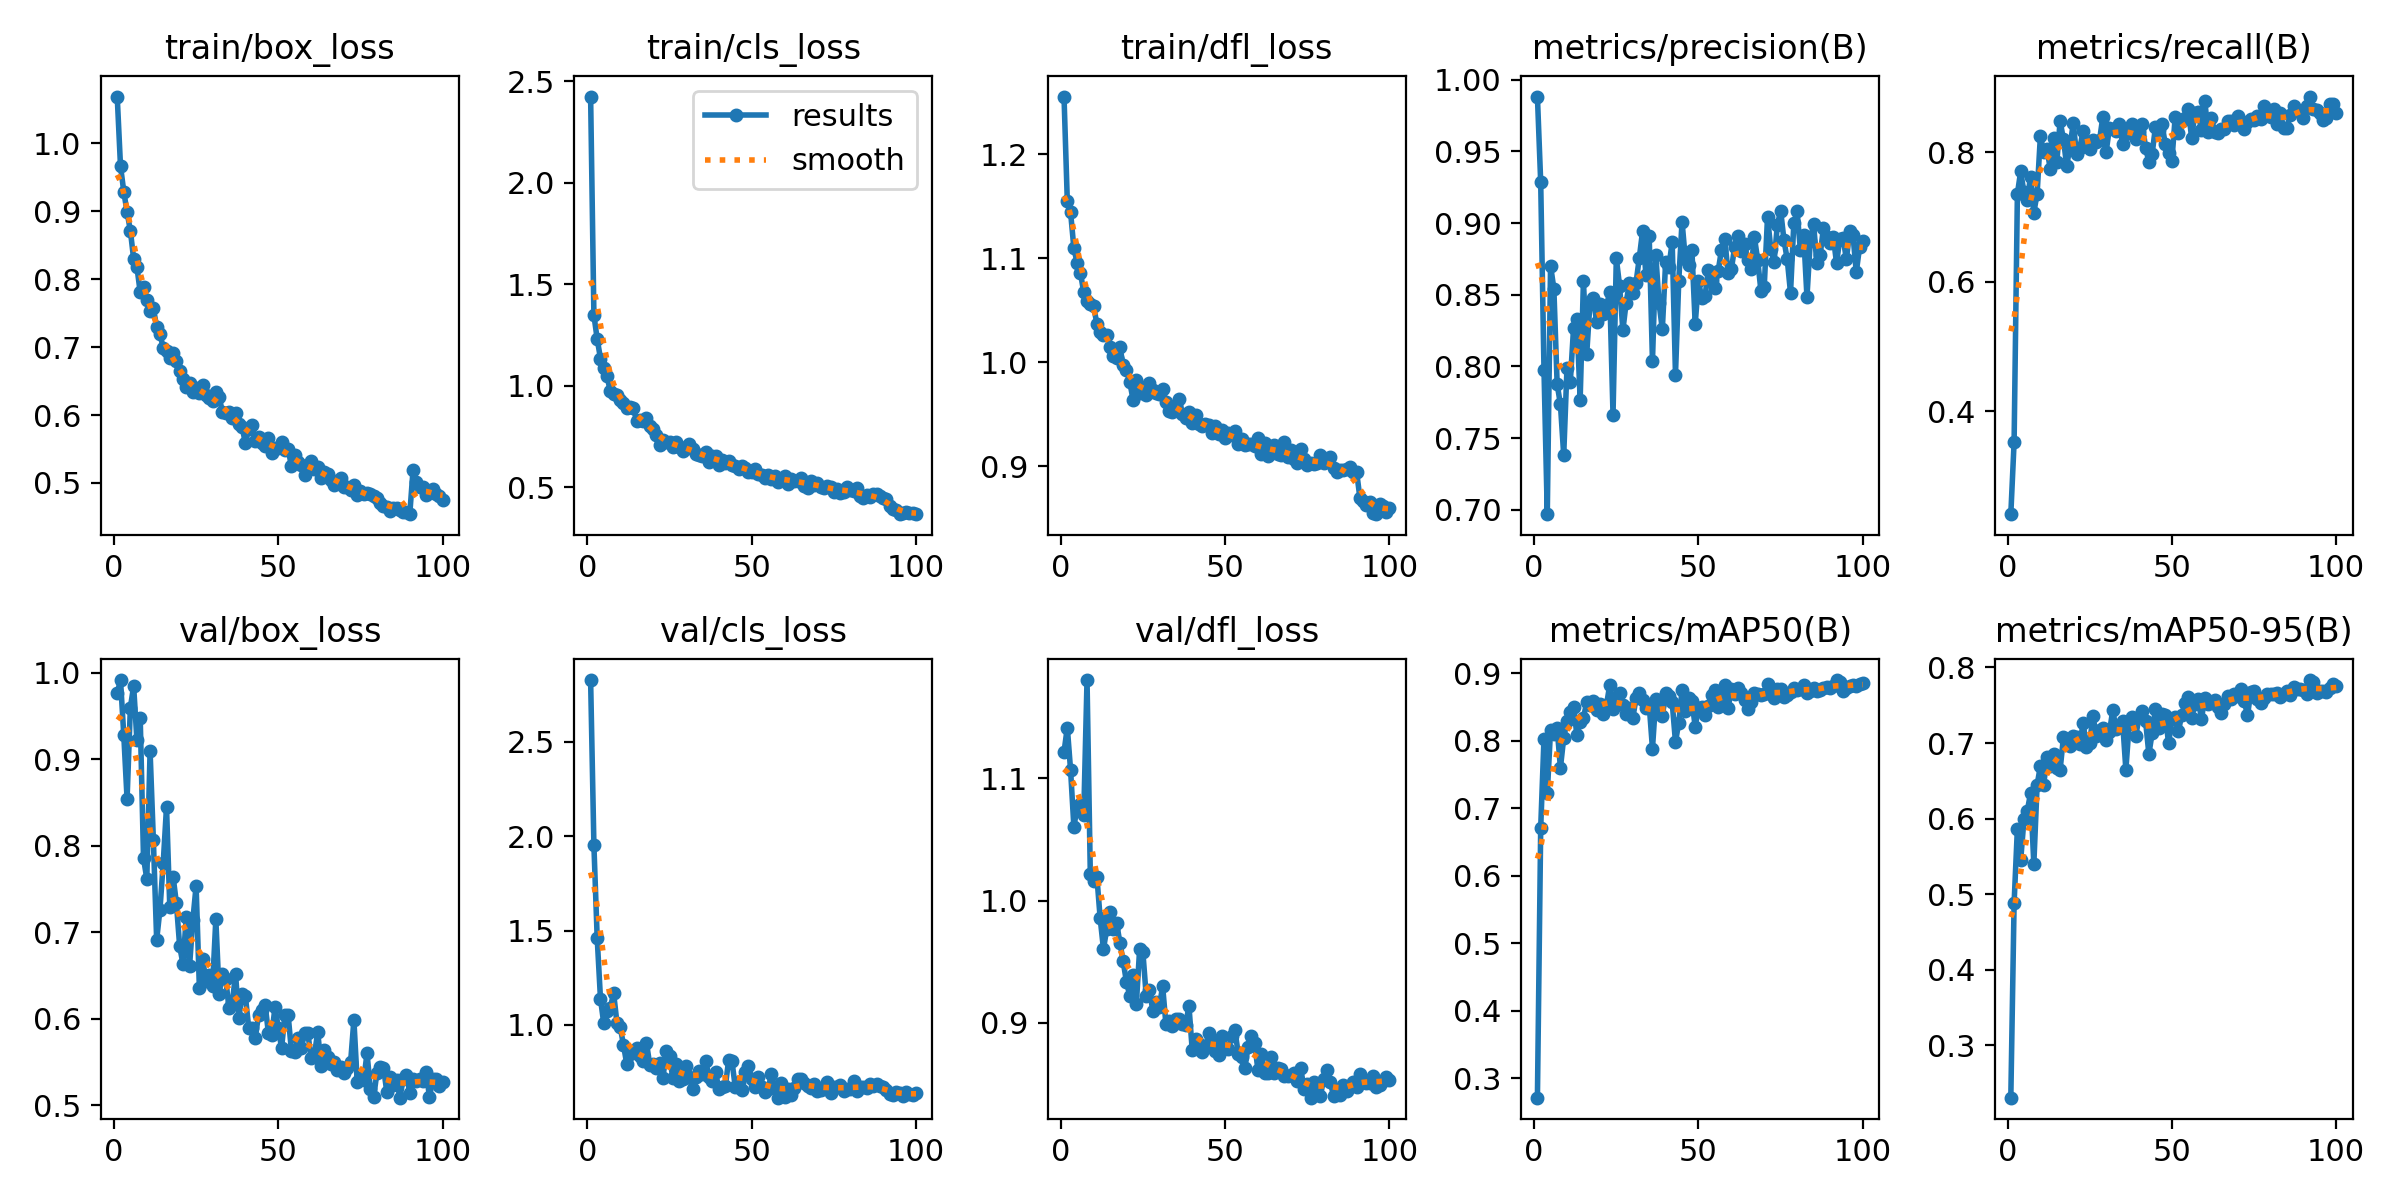 train/box_loss
1.0
0.9
0.8
0.7
0.6
0.5
0 50 100
train/cls_loss
2.5
2.0
1.5
1.0
0.5
results
smooth
0 50 100
train/dfl_loss
1.2
1.1
1.0
0.9
0 50 100
metrics/precision(B)
1.00
0.95
0.90
0.85
0.80
0.75
0.70
0 50 100
metrics/recall(B)
0.8
0.6
0.4
0 50 100
val/box_loss
1.0
0.9
0.8
0.7
0.6
0.5
0 50 100
val/cls_loss
2.5
2.0
1.5
1.0
0 50 100
val/dfl_loss
1.1
1.0
0.9
0 50 100
metrics/mAP50(B)
0.9
0.8
0.7
0.6
0.5
0.4
0.3
0 50 100
metrics/mAP50-95(B)
0.8
0.7
0.6
0.5
0.4
0.3
0 50 100